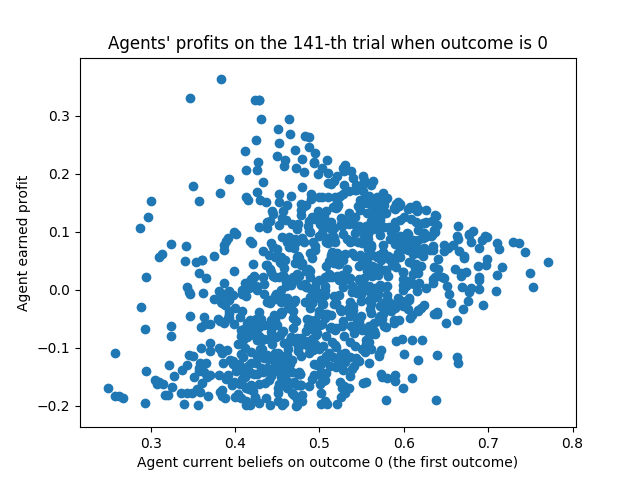 Agents' profits on the 141-th trial when outcome is 0
Agent earned profit
0.3
0.2
0.1
0.0
−0.1
−0.2
0.3 0.4 0.5 0.6 0.7 0.8
Agent current beliefs on outcome 0 (the first outcome)